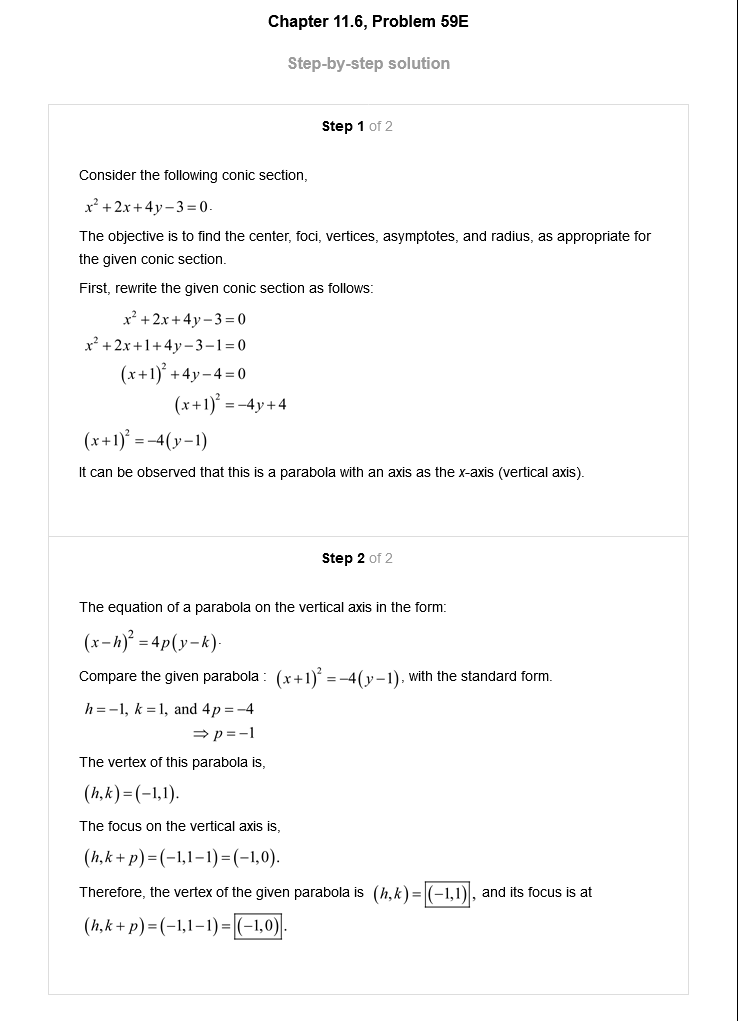 Chapter 11.6, Problem 59E
Step-by-step solution
Step 1 of 2
Consider the following conic section,
x² + 2x + 4y − 3 = 0.
The objective is to find the center, foci, vertices, asymptotes, and radius, as appropriate for
the given conic section.
First, rewrite the given conic section as follows:
x² + 2x + 4y − 3 = 0
x² + 2x + 1 + 4y − 3 − 1 = 0
(x + 1)² + 4y − 4 = 0
(x + 1)² = −4y + 4
(x + 1)² = −4(y − 1)
It can be observed that this is a parabola with an axis as the x-axis (vertical axis).
Step 2 of 2
The equation of a parabola on the vertical axis in the form:
(x − h)² = 4p(y − k).
Compare the given parabola : (x + 1)² = −4(y − 1), with the standard form.
h = −1, k = 1, and 4p = −4
⇒ p = −1
The vertex of this parabola is,
(h, k) = (−1, 1).
The focus on the vertical axis is,
(h, k + p) = (−1, 1 − 1) = (−1, 0).
Therefore, the vertex of the given parabola is (h, k) = (−1, 1), and its focus is at
(h, k + p) = (−1, 1 − 1) = (−1, 0).